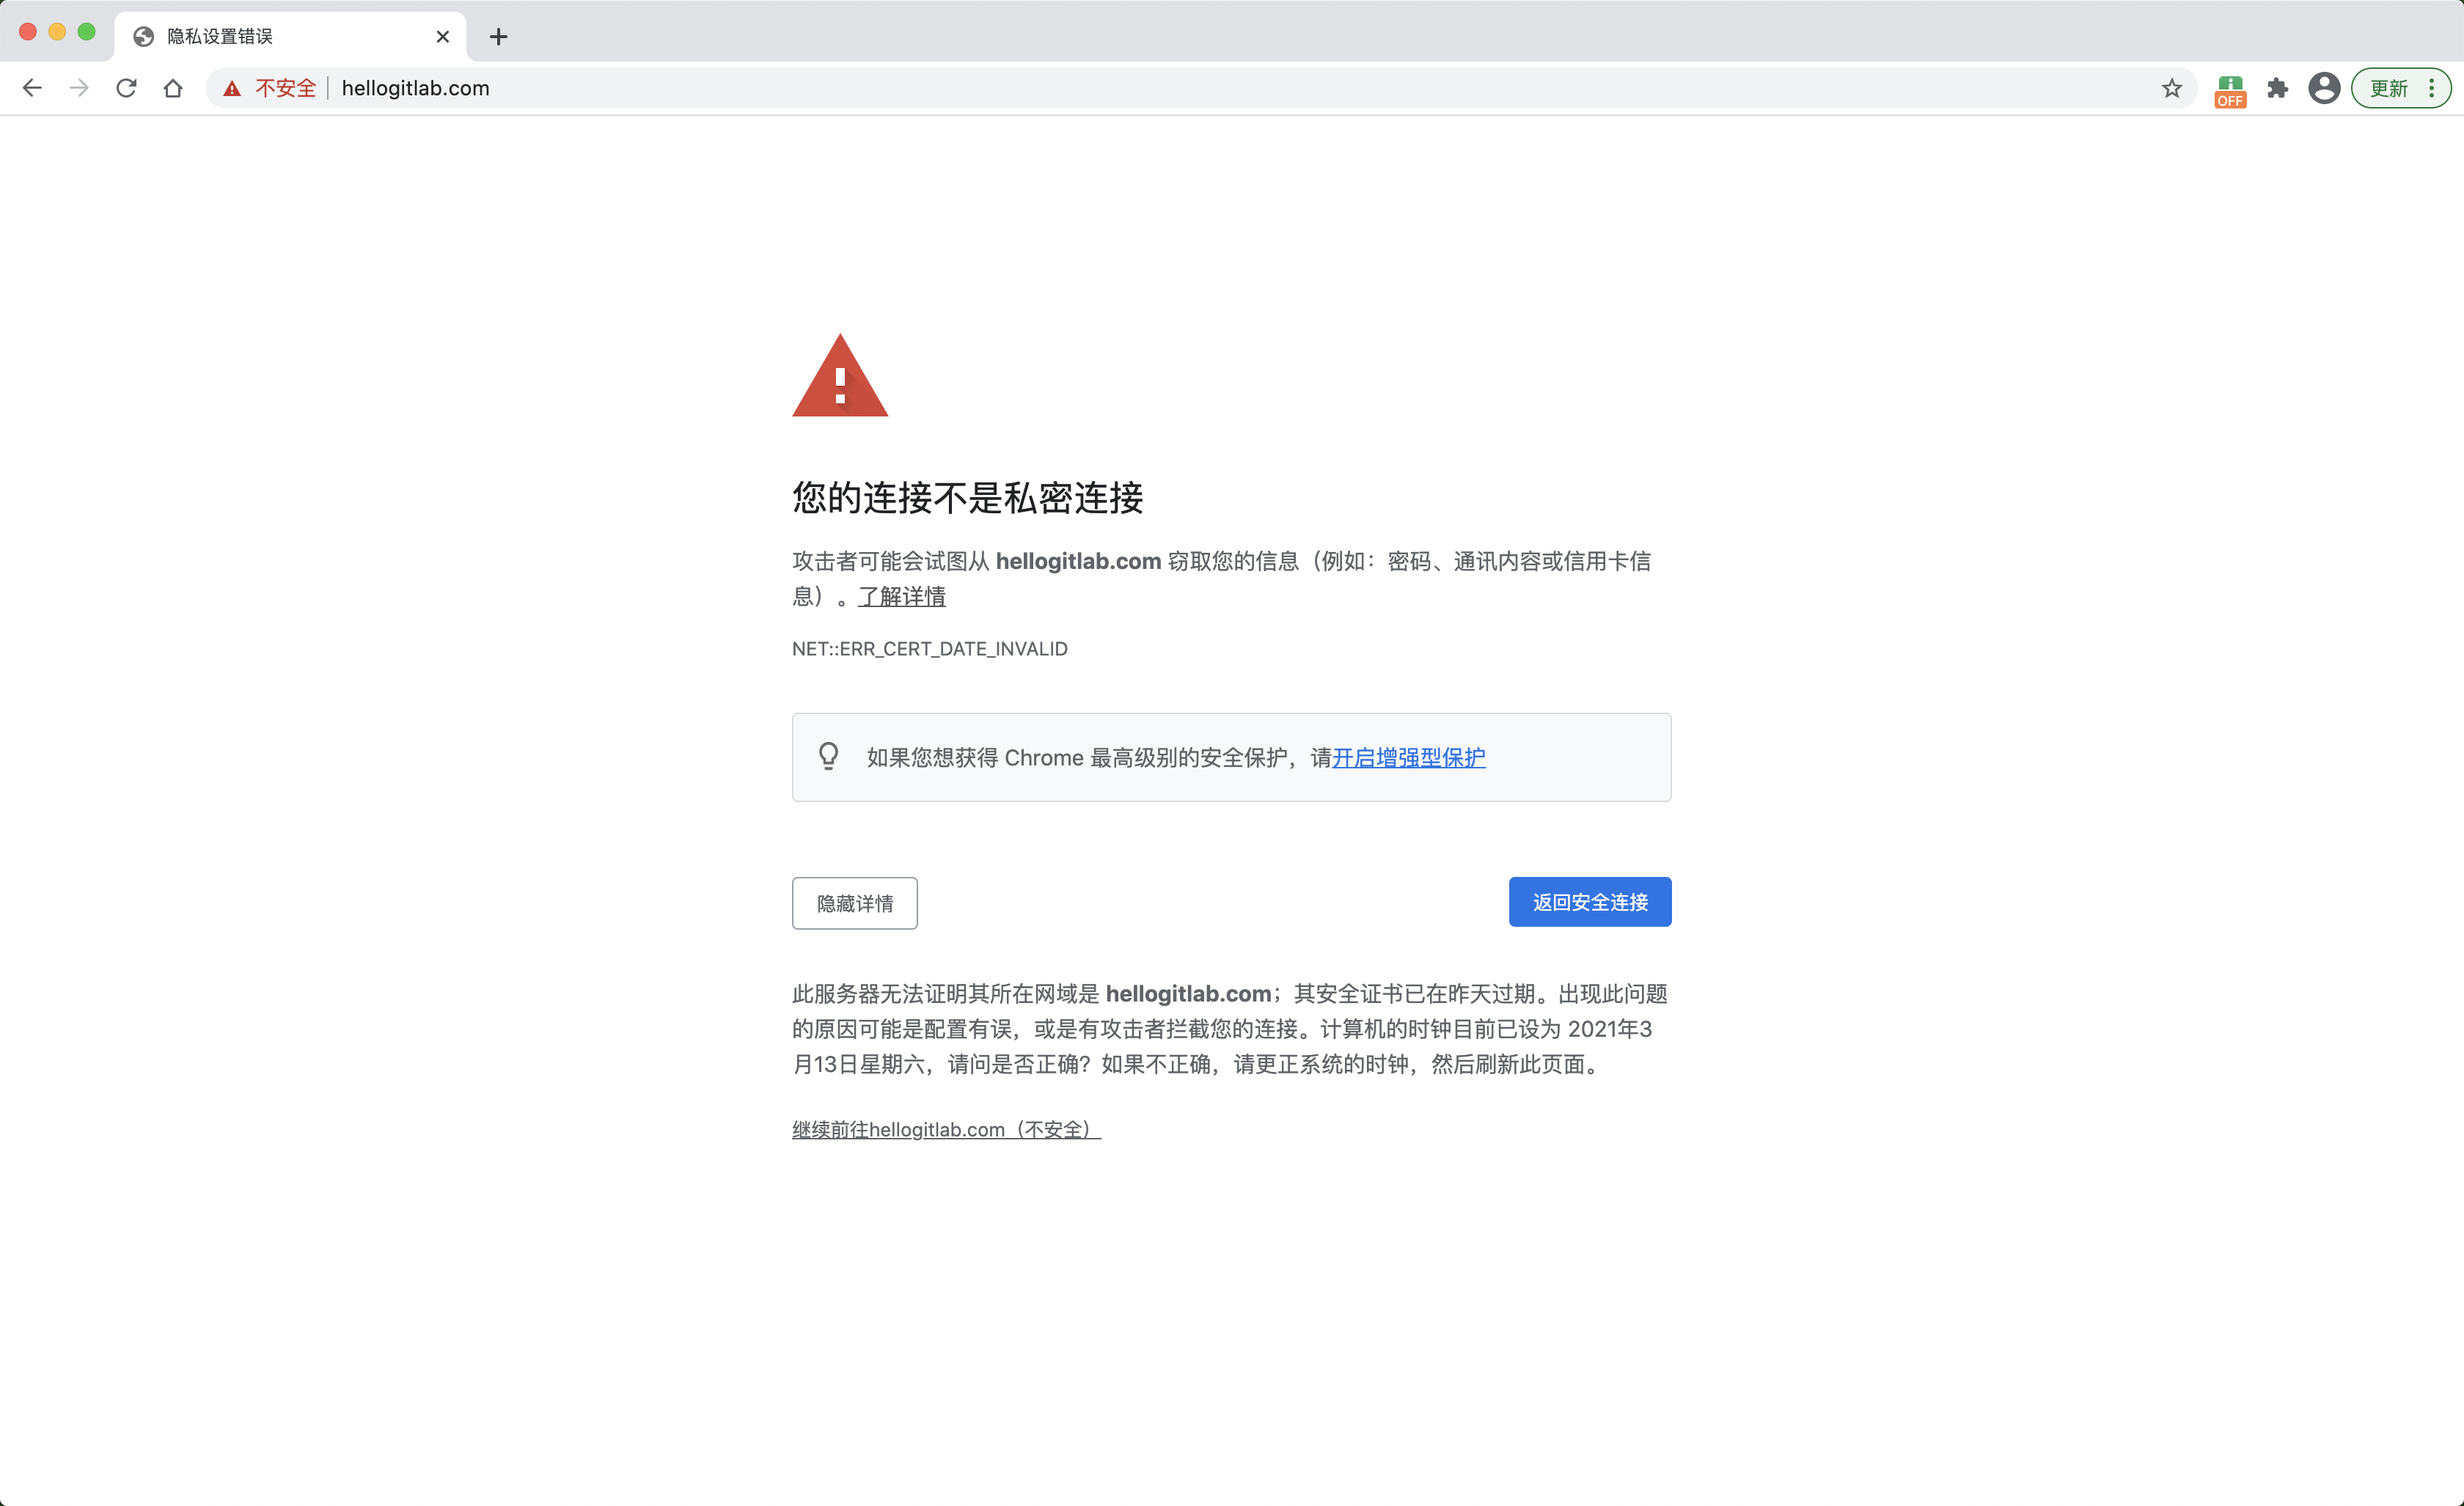 隐私设置错误
不安全 hellogitlab.com
OFF
更新
您的连接不是私密连接
攻击者可能会试图从 hellogitlab.com 窃取您的信息（例如：密码、通讯内容或信用卡信
息）。了解详情
NET::ERR_CERT_DATE_INVALID
如果您想获得 Chrome 最高级别的安全保护，请开启增强型保护
隐藏详情
返回安全连接
此服务器无法证明其所在网域是 hellogitlab.com；其安全证书已在昨天过期。出现此问题
的原因可能是配置有误，或是有攻击者拦截您的连接。计算机的时钟目前已设为 2021年3
月13日星期六，请问是否正确？如果不正确，请更正系统的时钟，然后刷新此页面。
继续前往hellogitlab.com（不安全）